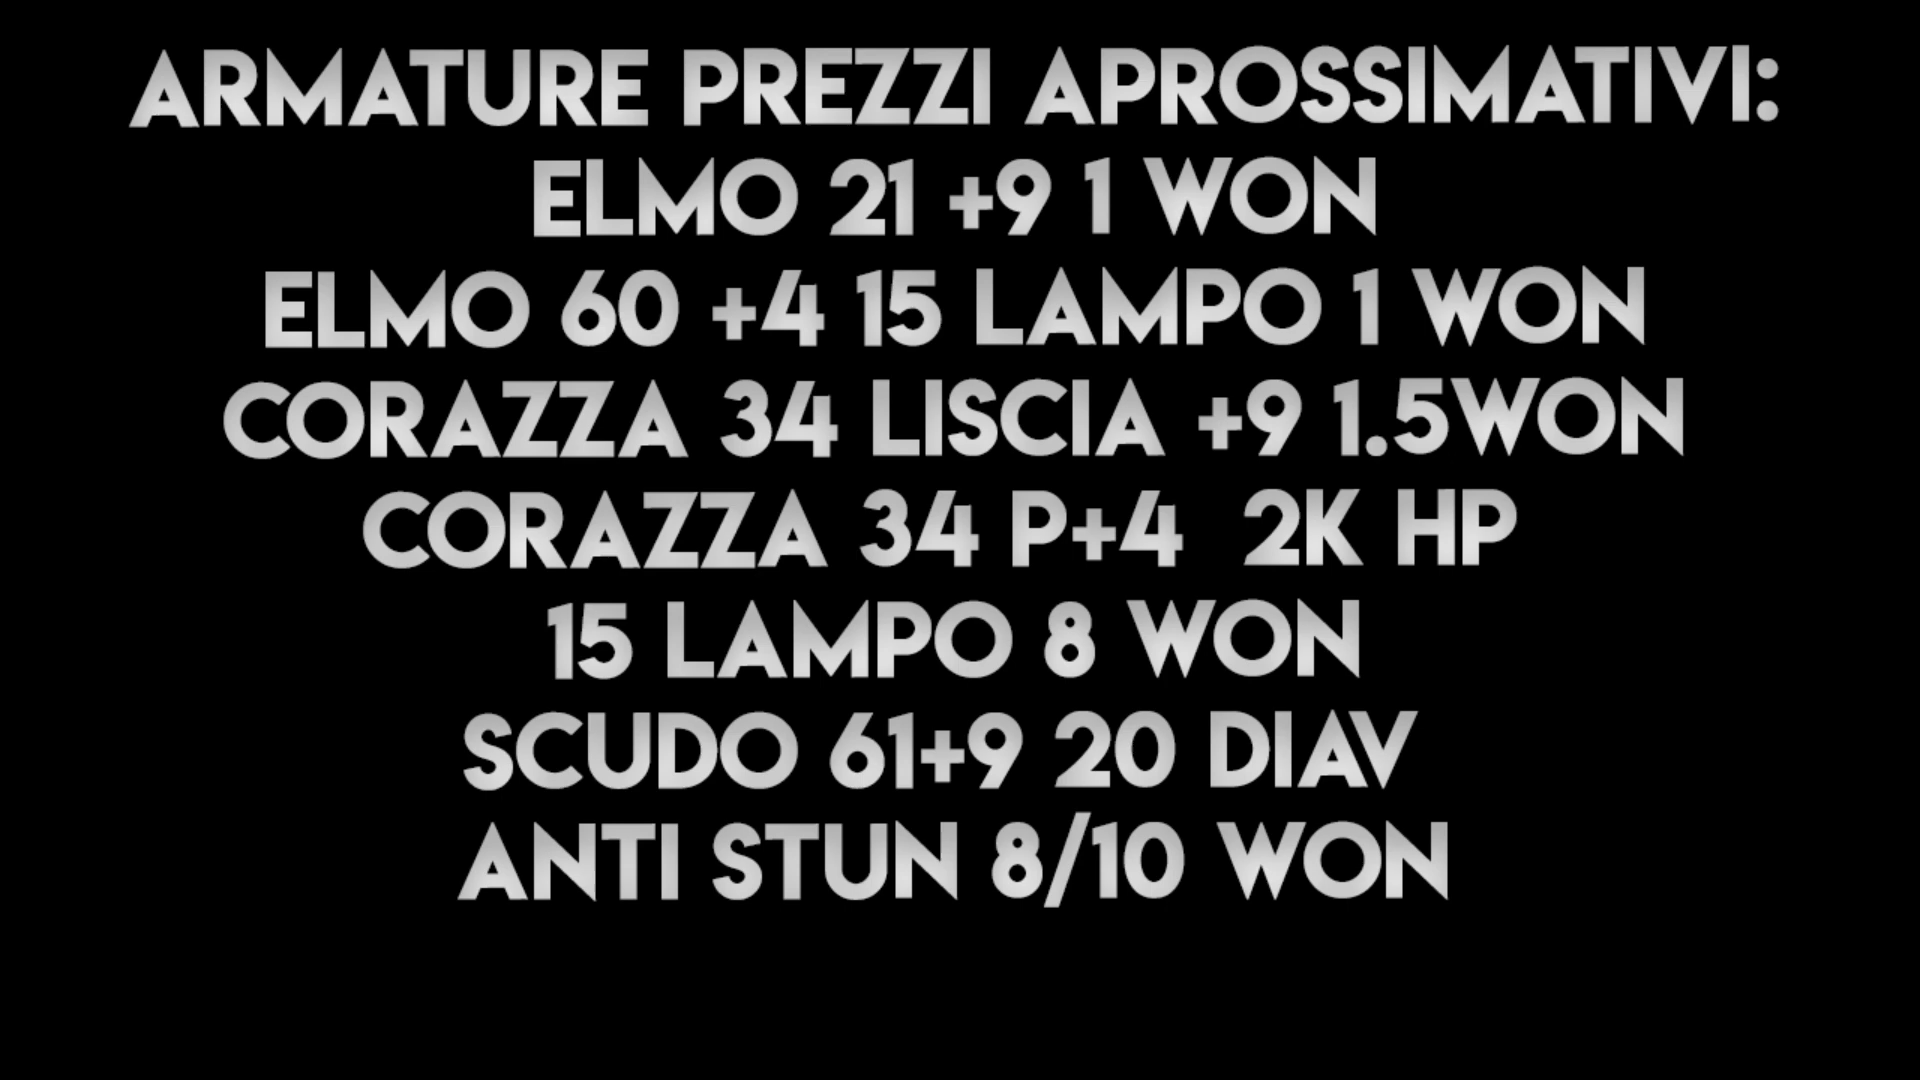 ARMATURE PREZZI APROSSIMATIVI:
ELMO 21 +9 1 WON
ELMO 60 +4 15 LAMPO 1 WON
CORAZZA 34 LISCIA +9 1.5WON
CORAZZA 34 P+4 2K HP
15 LAMPO 8 WON
SCUDO 61+9 20 DIAV
ANTI STUN 8/10 WON